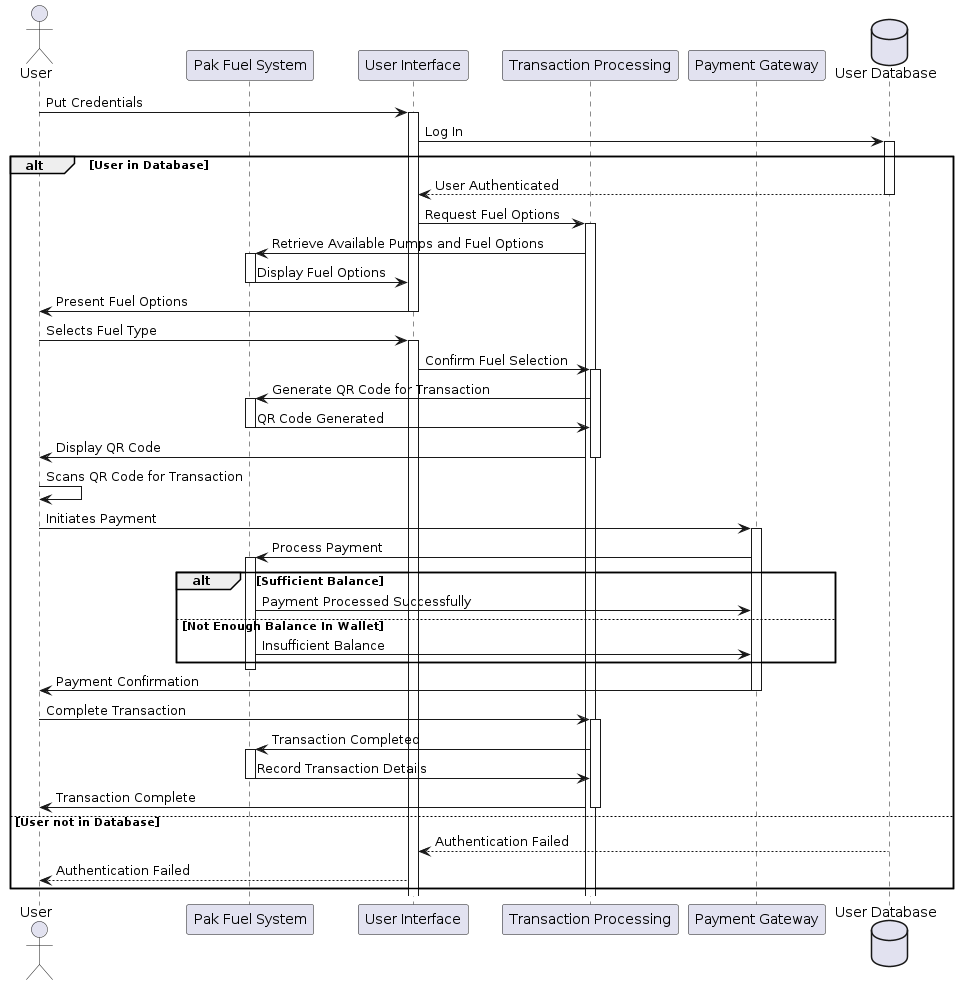 User
Pak Fuel System
User Interface
Transaction Processing
Payment Gateway
User Database
Put Credentials
Log In
alt
[User in Database]
User Authenticated
Request Fuel Options
Retrieve Available Pumps and Fuel Options
Display Fuel Options
Present Fuel Options
Selects Fuel Type
Confirm Fuel Selection
Generate QR Code for Transaction
QR Code Generated
Display QR Code
Scans QR Code for Transaction
Initiates Payment
Process Payment
alt
[Sufficient Balance]
Payment Processed Successfully
[Not Enough Balance In Wallet]
Insufficient Balance
Payment Confirmation
Complete Transaction
Transaction Completed
Record Transaction Details
Transaction Complete
[User not in Database]
Authentication Failed
Authentication Failed
User
Pak Fuel System
User Interface
Transaction Processing
Payment Gateway
User Database